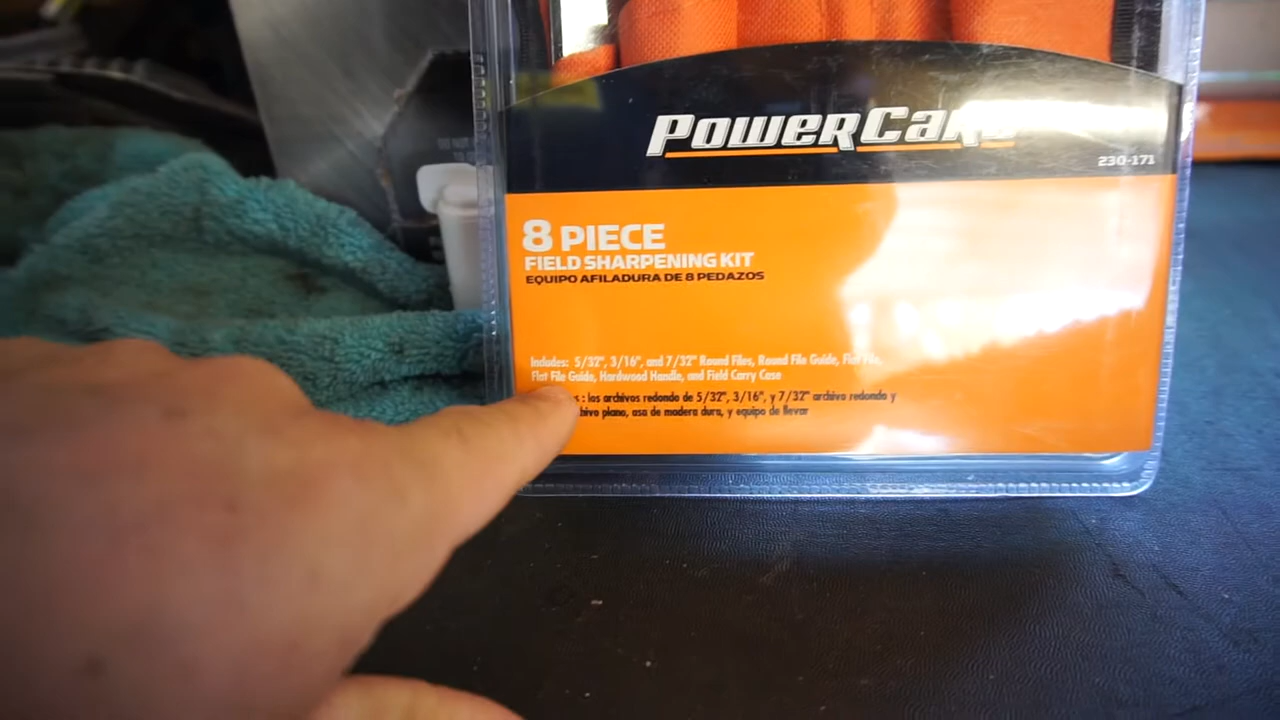 PowerCare
230-171
8 PIECE
FIELD SHARPENING KIT
EQUIPO AFILADURA DE 8 PEDAZOS
Includes: 5/32", 3/16", and 7/32" Round Files, Round File Guide, Flat File,
Flat File Guide, Hardwood Handle, and Field Carry Case
: los archivos redondo de 5/32", 3/16", y 7/32" archivo redondo y
plano, asa de madera dura, y equipo de llevar